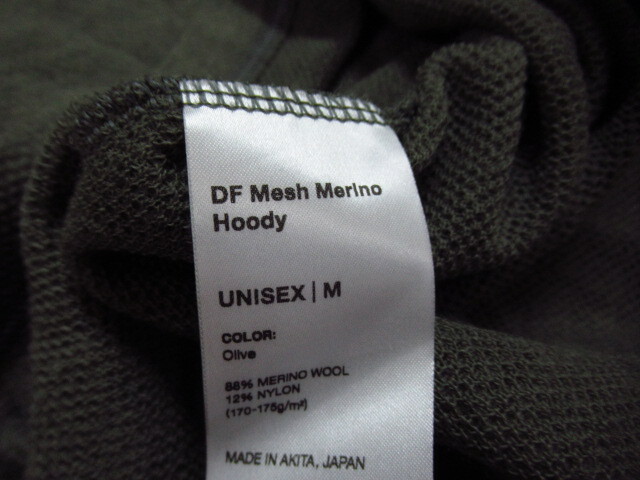 DF Mesh Merino
Hoody
UNISEX | M
COLOR:
Olive
88% MERINO WOOL
12% NYLON
(170-175g/m²)
MADE IN AKITA, JAPAN